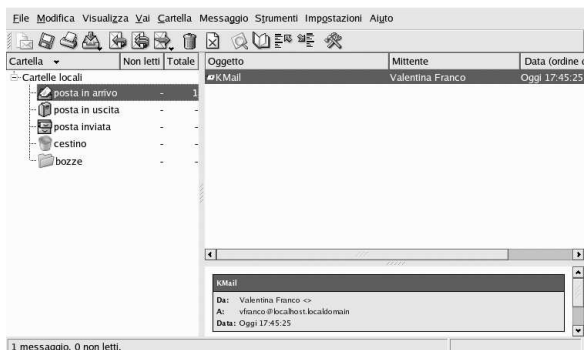 File Modifica Visualizza Vai Cartella Messaggio Strumenti Impostazioni Aiuto
Cartella Non letti Totale Oggetto Mittente Data (ordine d
Cartelle locali
posta in arrivo - 1
posta in uscita - -
posta inviata - -
cestino - -
bozze - -
KMail Valentina Franco Oggi 17:45:25
KMail
Da: Valentina Franco <>
A: vfranco@localhost.localdomain
Data: Oggi 17:45:25
1 messaggio, 0 non letti.